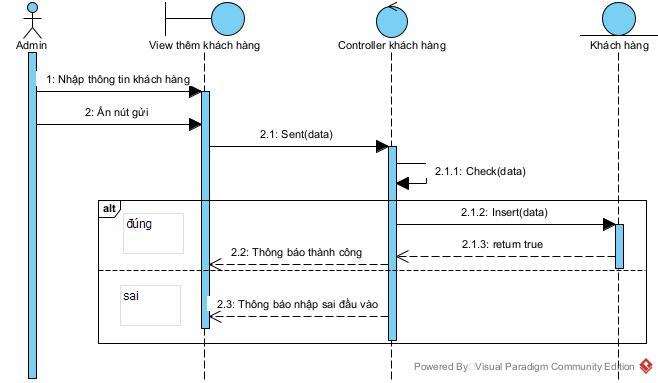 Admin
View thêm khách hàng
Controller khách hàng
Khách hàng
1: Nhập thông tin khách hàng
2: Ấn nút gửi
2.1: Sent(data)
2.1.1: Check(data)
alt
đúng
2.1.2: Insert(data)
2.1.3: return true
2.2: Thông báo thành công
sai
2.3: Thông báo nhập sai đầu vào
Powered By Visual Paradigm Community Edition